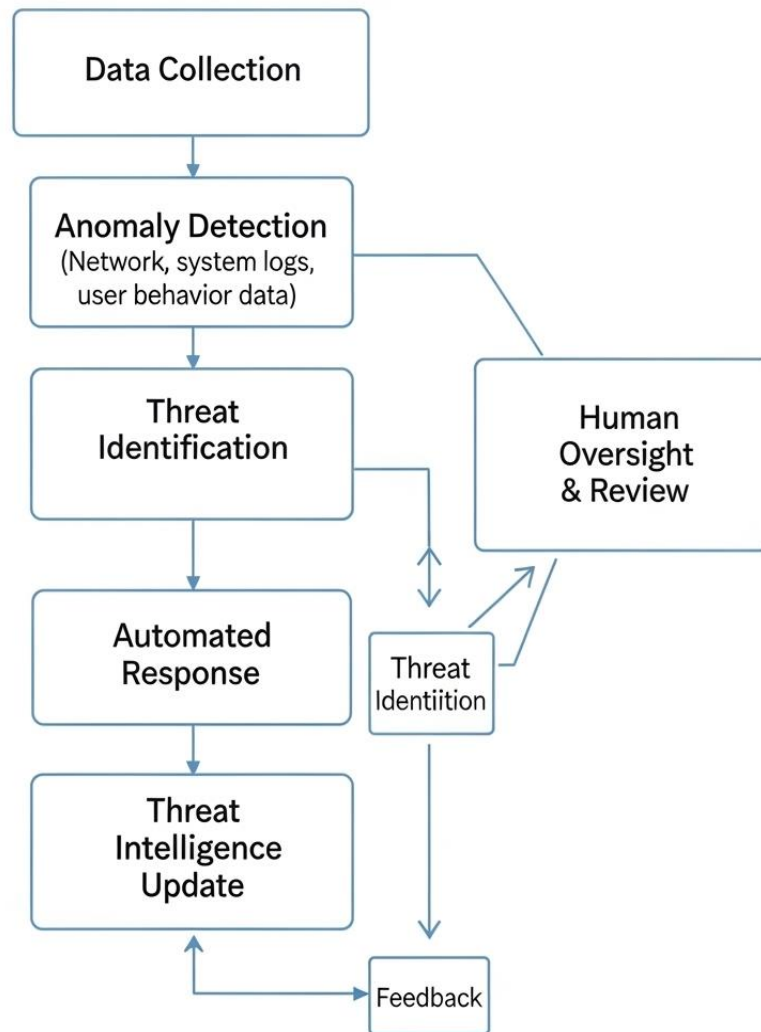 Data Collection
Anomaly Detection
(Network, system logs,
user behavior data)
Threat
Identification
Human
Oversight
& Review
Automated
Response
Threat
Identiition
Threat
Intelligence
Update
Feedback